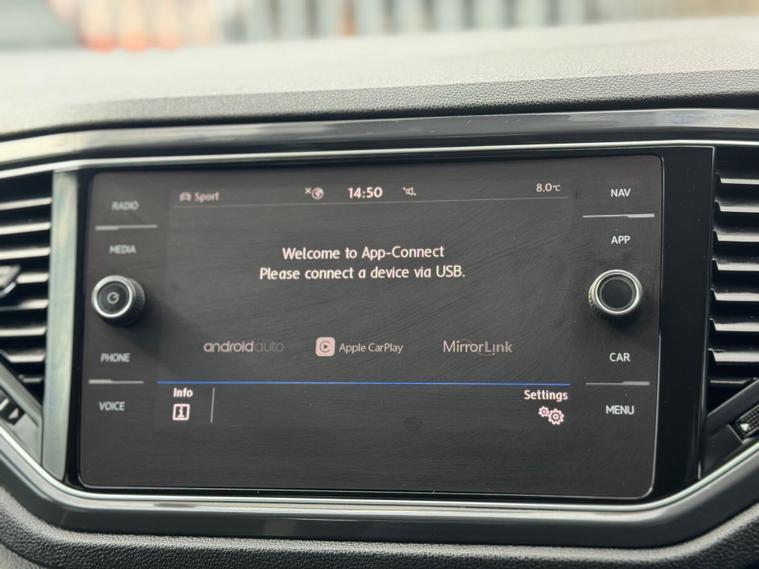 RADIO
MEDIA
PHONE
VOICE
Sport
14:50
8.0°C
Welcome to App-Connect
Please connect a device via USB.
androidauto
Apple CarPlay
MirrorLink
Info
Settings
NAV
APP
CAR
MENU